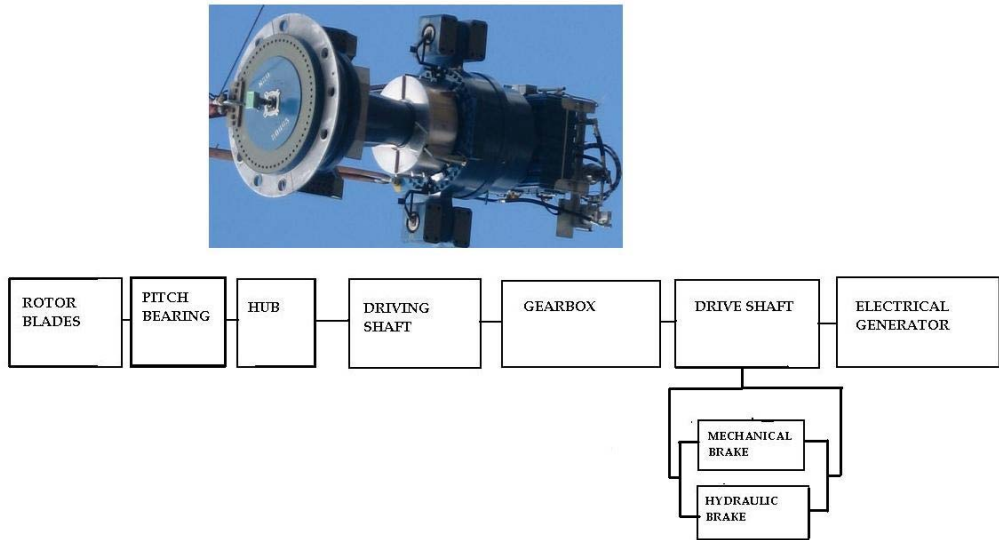 ROTOR
BLADES
PITCH
BEARING
HUB
DRIVING
SHAFT
GEARBOX
DRIVE SHAFT
ELECTRICAL
GENERATOR
MECHANICAL
BRAKE
HYDRAULIC
BRAKE